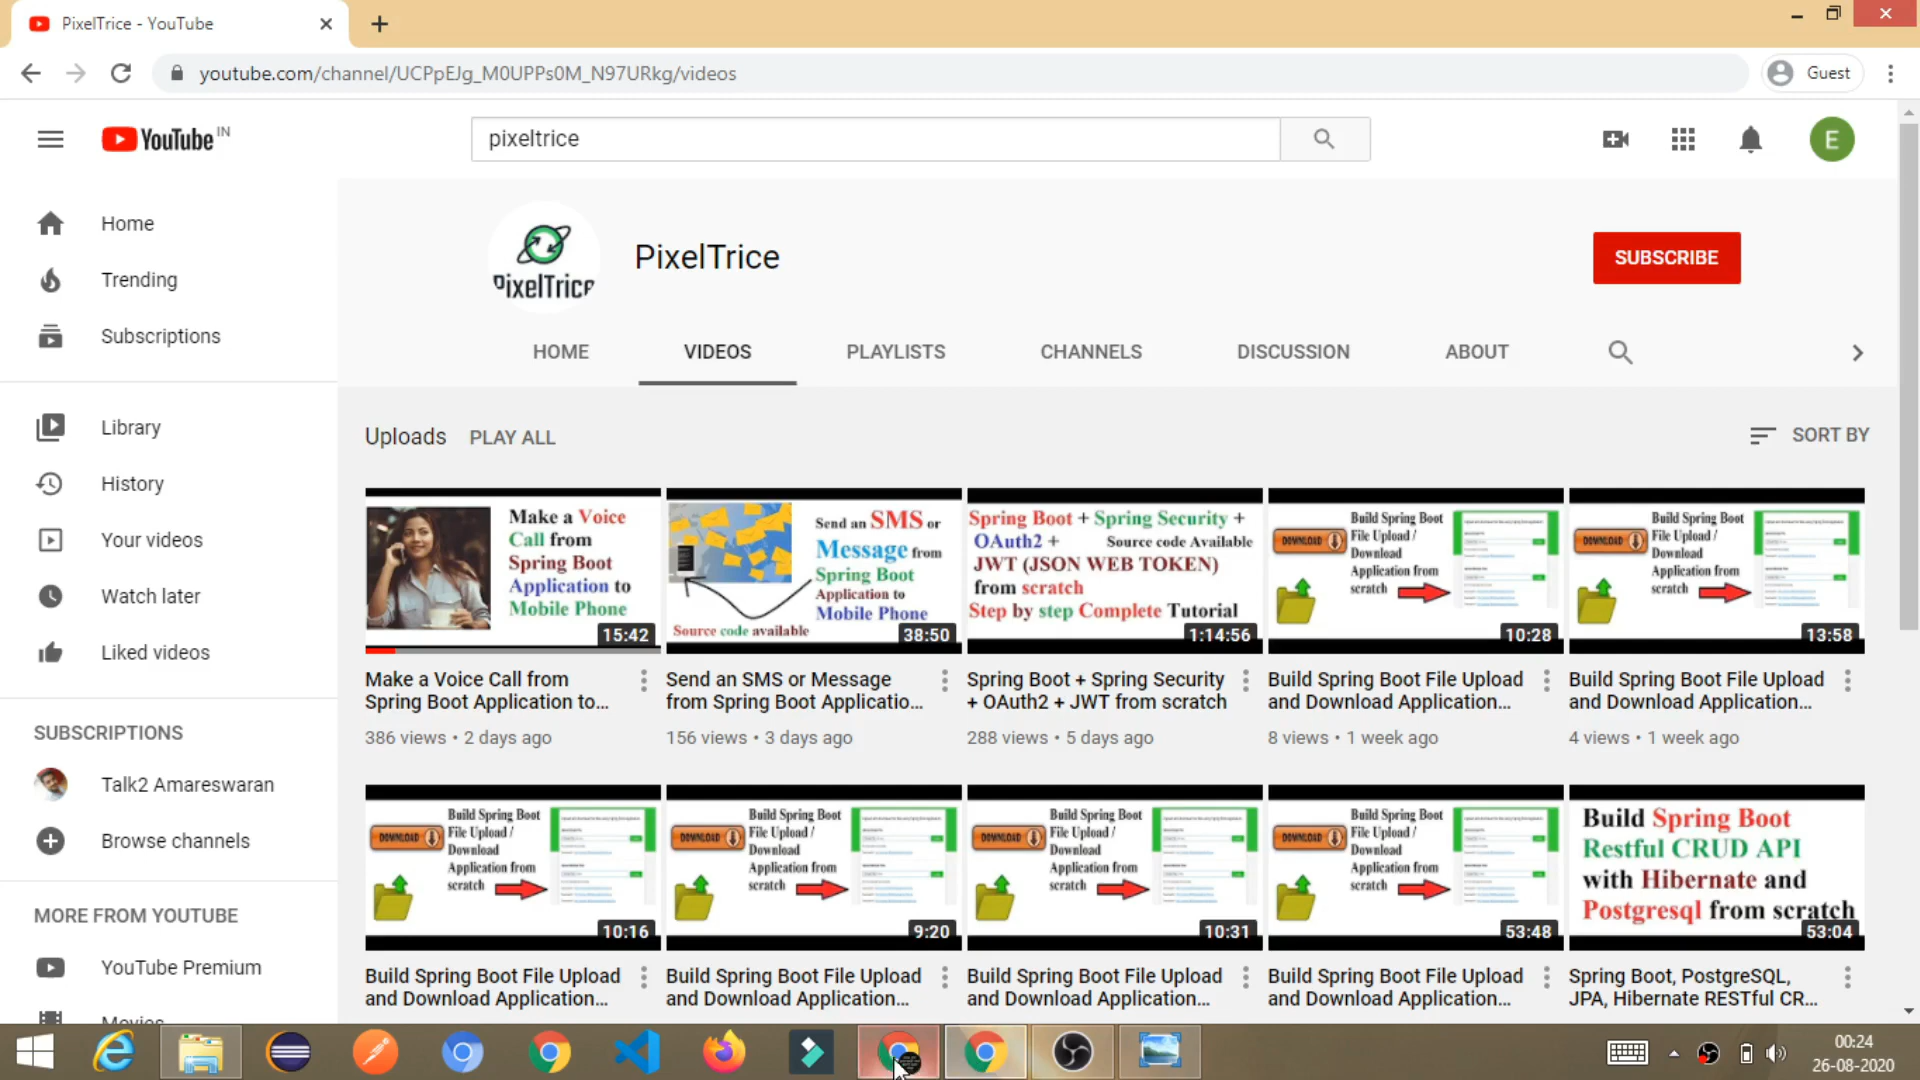 PixelTrice - YouTube
youtube.com/channel/UCPpEJg_M0UPPs0M_N97URkg/videos
Guest
YouTube IN
pixeltrice
E
Home
Trending
Subscriptions
Library
History
Your videos
Watch later
Liked videos
SUBSCRIPTIONS
Talk2 Amareswaran
Browse channels
MORE FROM YOUTUBE
YouTube Premium
Movies
PixelTrice
PixelTrice
SUBSCRIBE
HOME
VIDEOS
PLAYLISTS
CHANNELS
DISCUSSION
ABOUT
Uploads
PLAY ALL
SORT BY
Make a Voice
Call from
Spring Boot
Application to
Mobile Phone
15:42
Make a Voice Call from
Spring Boot Application to...
386 views • 2 days ago
Send an SMS or
Message from
Spring Boot
Application to
Mobile Phone
Source code available
38:50
Send an SMS or Message
from Spring Boot Applicatio...
156 views • 3 days ago
Spring Boot + Spring Security +
OAuth2 + Source code Available
JWT (JSON WEB TOKEN)
from scratch
Step by step Complete Tutorial
1:14:56
Spring Boot + Spring Security
+ OAuth2 + JWT from scratch
288 views • 5 days ago
DOWNLOAD
Build Spring Boot
File Upload /
Download
Application from
scratch
10:28
Build Spring Boot File Upload
and Download Application...
8 views • 1 week ago
DOWNLOAD
Build Spring Boot
File Upload /
Download
Application from
scratch
13:58
Build Spring Boot File Upload
and Download Application...
4 views • 1 week ago
DOWNLOAD
Build Spring Boot
File Upload /
Download
Application from
scratch
10:16
Build Spring Boot File Upload
and Download Application...
DOWNLOAD
Build Spring Boot
File Upload /
Download
Application from
scratch
9:20
Build Spring Boot File Upload
and Download Application...
DOWNLOAD
Build Spring Boot
File Upload /
Download
Application from
scratch
10:31
Build Spring Boot File Upload
and Download Application...
DOWNLOAD
Build Spring Boot
File Upload /
Download
Application from
scratch
53:48
Build Spring Boot File Upload
and Download Application...
Build Spring Boot
Restful CRUD API
with Hibernate and
Postgresql from scratch
53:04
Spring Boot, PostgreSQL,
JPA, Hibernate RESTful CR...
00:24
26-08-2020